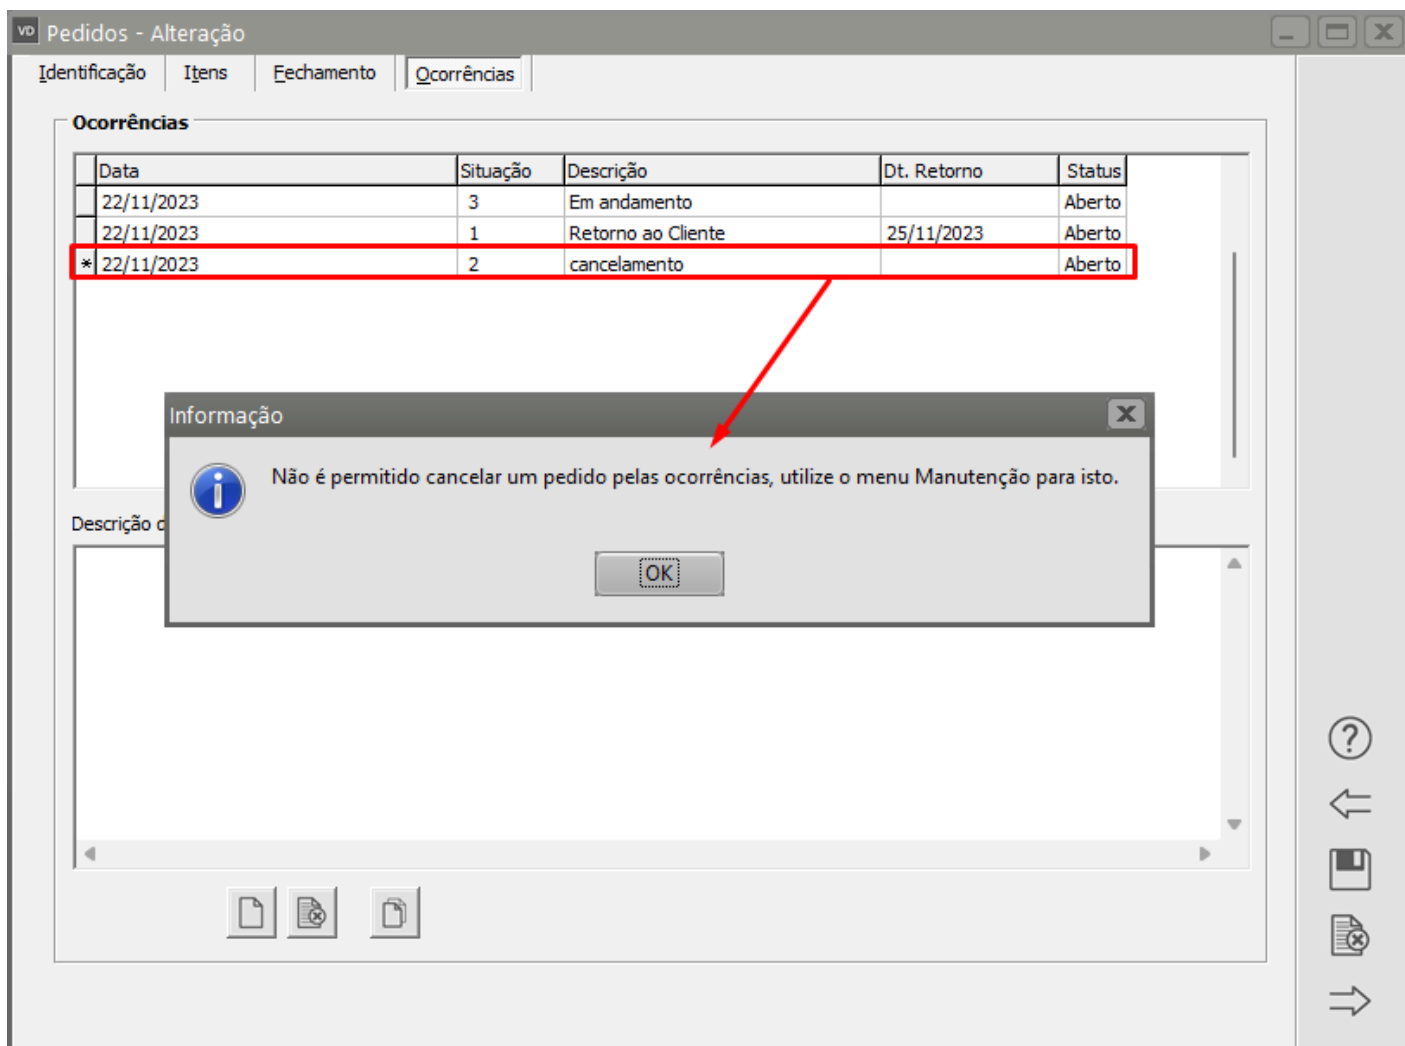 VD Pedidos - Alteração
Identificação Itens Fechamento Ocorrências
Ocorrências
Data Situação Descrição Dt. Retorno Status
22/11/2023 3 Em andamento Aberto
22/11/2023 1 Retorno ao Cliente 25/11/2023 Aberto
* 22/11/2023 2 cancelamento Aberto
Informação
Não é permitido cancelar um pedido pelas ocorrências, utilize o menu Manutenção para isto.
OK
Descrição